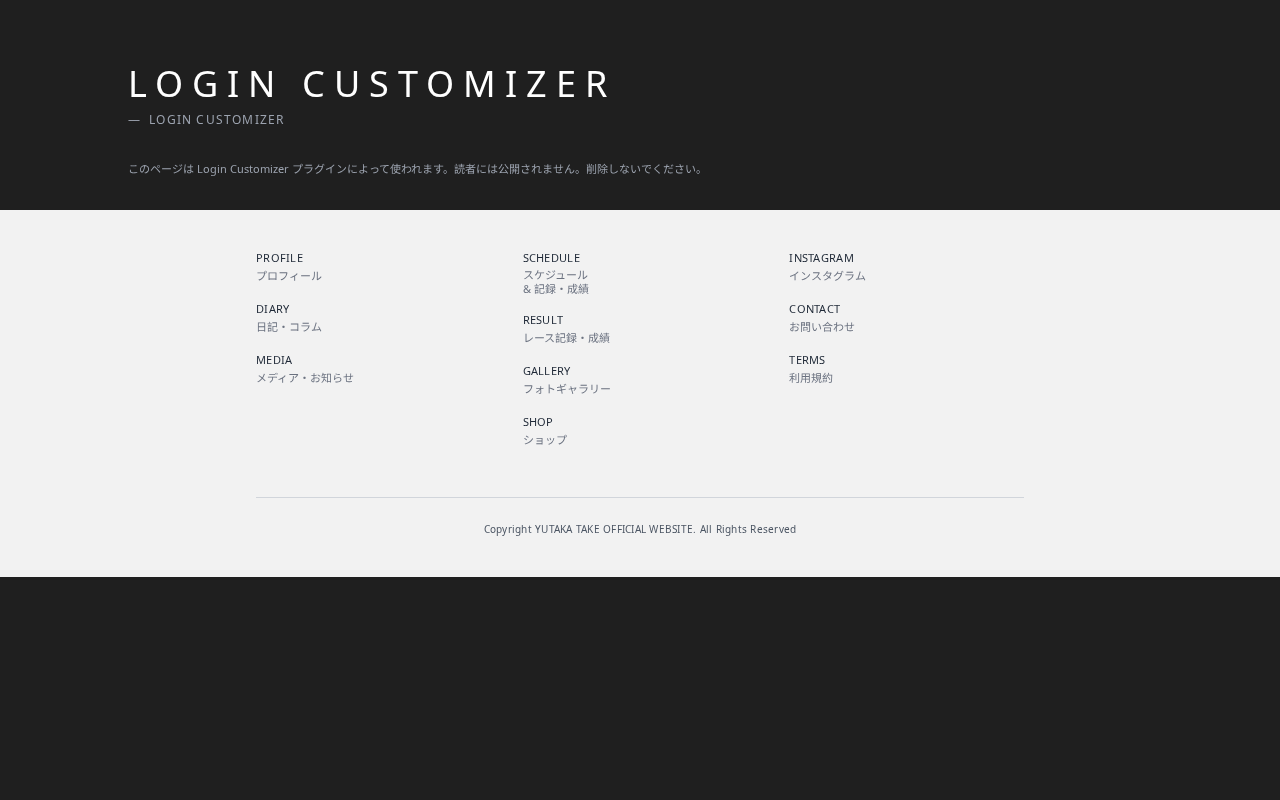 LOGIN CUSTOMIZER
— LOGIN CUSTOMIZER
このページは Login Customizer プラグインによって使われます。読者には公開されません。削除しないでください。
PROFILE
プロフィール
DIARY
日記・コラム
MEDIA
メディア・お知らせ
SCHEDULE
スケジュール
& 記録・成績
RESULT
レース記録・成績
GALLERY
フォトギャラリー
SHOP
ショップ
INSTAGRAM
インスタグラム
CONTACT
お問い合わせ
TERMS
利用規約
Copyright YUTAKA TAKE OFFICIAL WEBSITE. All Rights Reserved